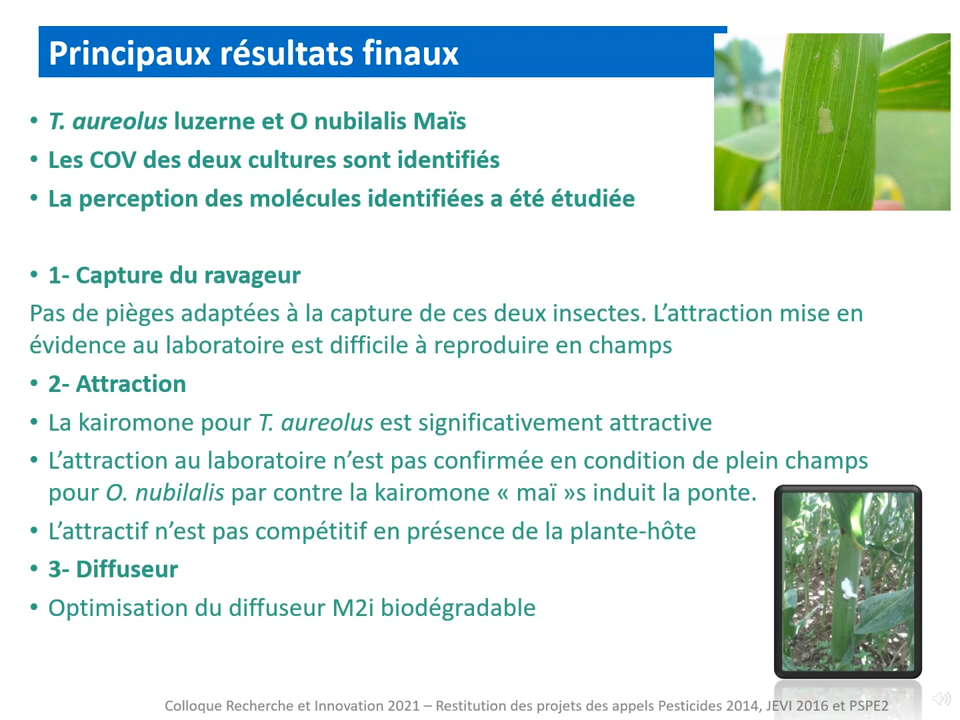 Principaux résultats finaux
• T. aureolus luzerne et O nubilalis Maïs
• Les COV des deux cultures sont identifiés
• La perception des molécules identifiées a été étudiée
• 1- Capture du ravageur
Pas de pièges adaptées à la capture de ces deux insectes. L’attraction mise en
évidence au laboratoire est difficile à reproduire en champs
• 2- Attraction
• La kairomone pour T. aureolus est significativement attractive
• L’attraction au laboratoire n’est pas confirmée en condition de plein champs
pour O. nubilalis par contre la kairomone « maï »s induit la ponte.
• L’attractif n’est pas compétitif en présence de la plante-hôte
• 3- Diffuseur
• Optimisation du diffuseur M2i biodégradable
Colloque Recherche et Innovation 2021 – Restitution des projets des appels Pesticides 2014, JEVI 2016 et PSPE2